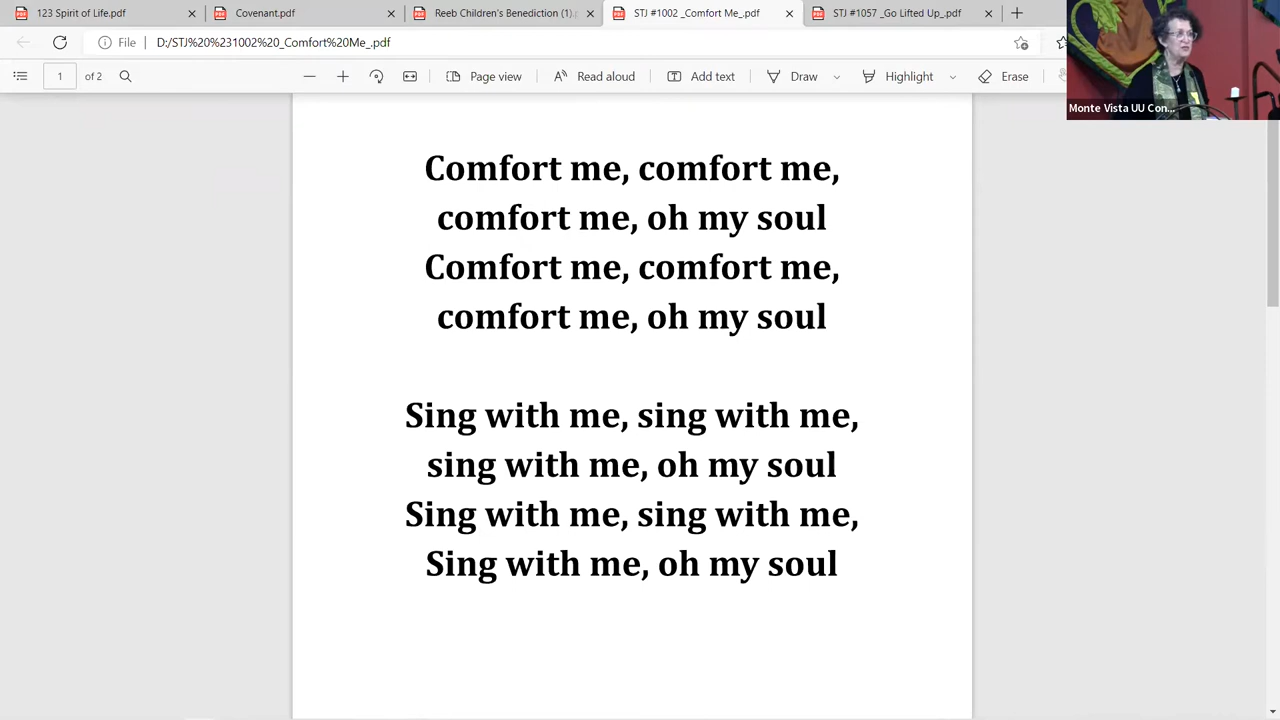 123 Spirit of Life.pr
Covenant.pdf
Reeb Children's Benediction (1).p
STJ #1002 _Comfort Me_.pdf
STJ #1057 _Go Lifted Up_.pdf
File
D:/STJ%20%231002%20_Comfort%20Me_.pdf
1 of 2
Page view
Read aloud
Add text
Draw
Highlight
Erase
Monte Vista UU Con...
Comfort me, comfort me,
comfort me, oh my soul
Comfort me, comfort me,
comfort me, oh my soul
Sing with me, sing with me,
sing with me, oh my soul
Sing with me, sing with me,
Sing with me, oh my soul